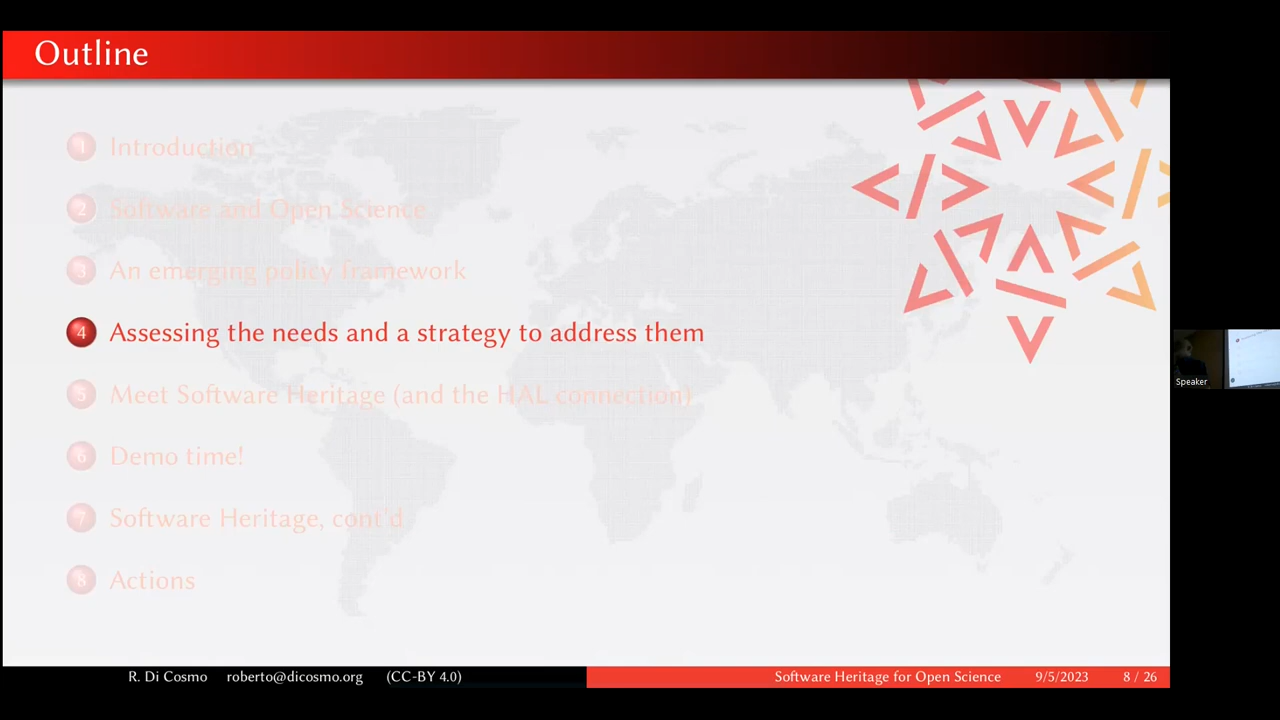 Outline
1 Introduction
2 Software and Open Science
3 An emerging policy framework
4 Assessing the needs and a strategy to address them
5 Meet Software Heritage (and the HAL connection)
6 Demo time!
7 Software Heritage, cont'd
8 Actions
Speaker
R. Di Cosmo roberto@dicosmo.org (CC-BY 4.0) Software Heritage for Open Science 9/5/2023 8 / 26